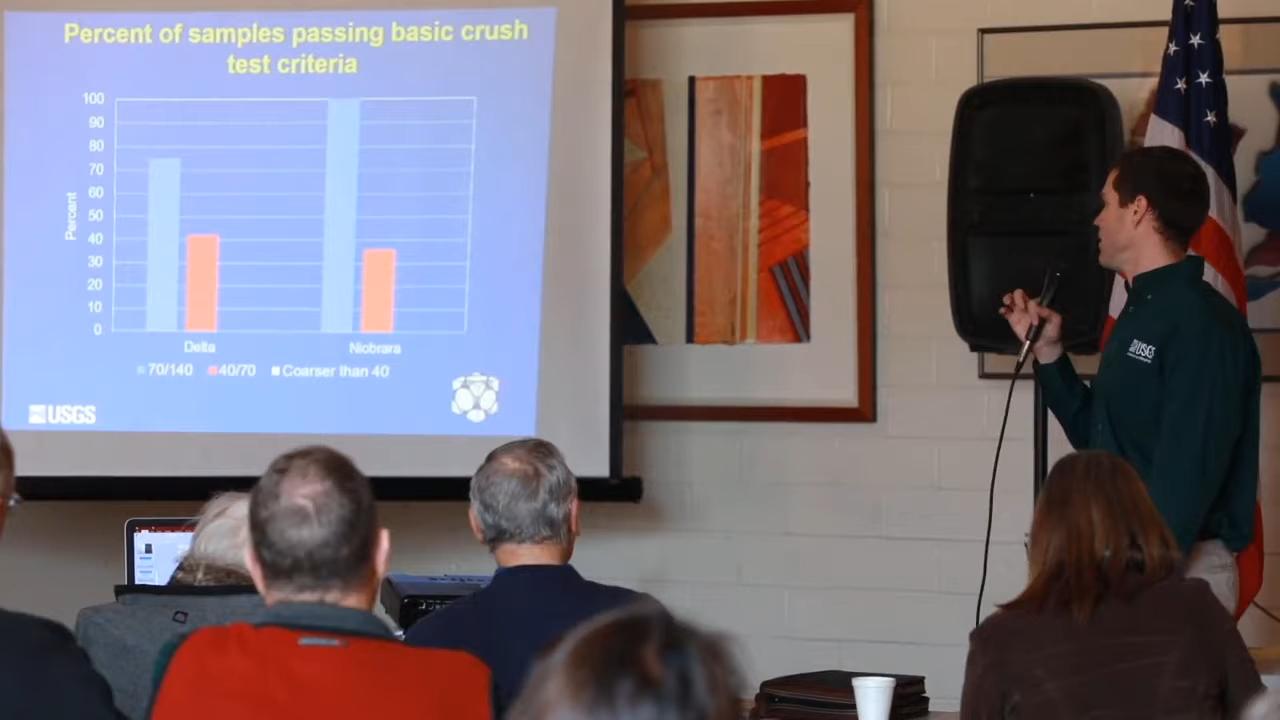 Percent of samples passing basic crush
test criteria
100
90
80
70
60
50
40
30
20
10
0
Percent
Delta
Niobrara
70/140 40/70 Coarser than 40
USGS
USGS